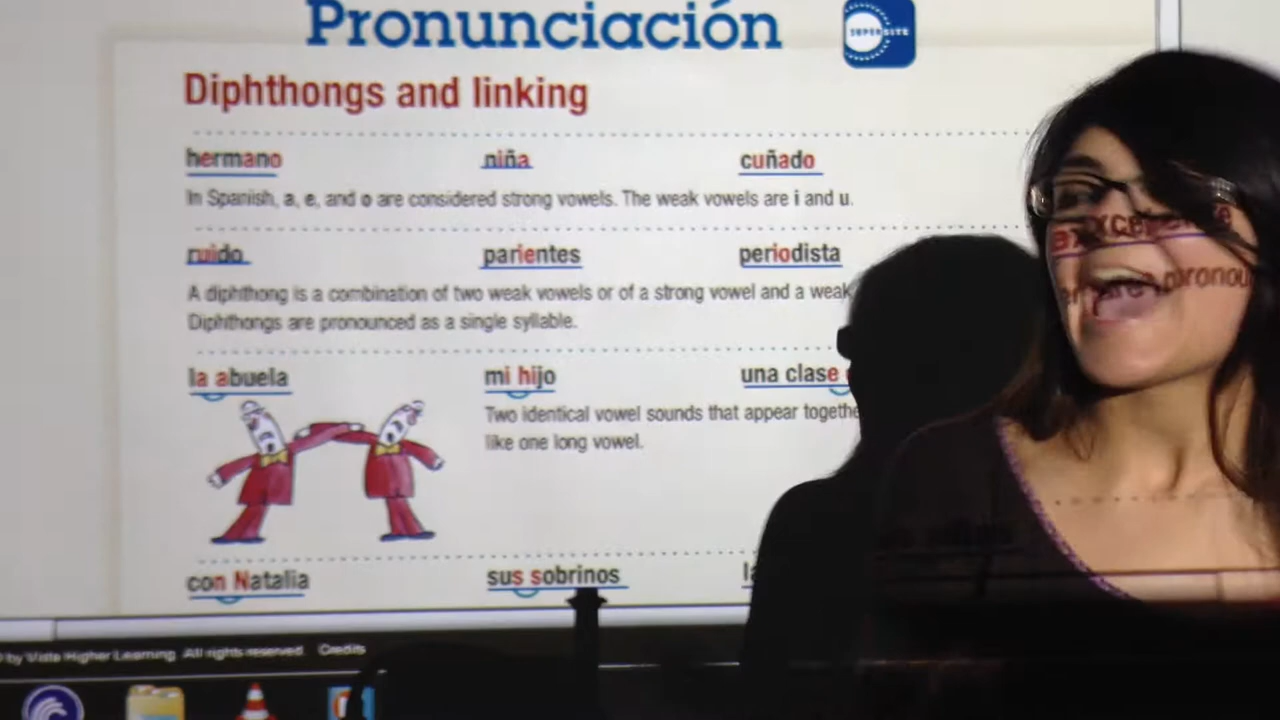 Pronunciación
SUPERSITE
Diphthongs and linking
hermano niña cuñado
In Spanish, a, e, and o are considered strong vowels. The weak vowels are i and u.
ruido parientes periodista
A diphthong is a combination of two weak vowels or of a strong vowel and a weak
Diphthongs are pronounced as a single syllable.
la abuela mi hijo una clase
Two identical vowel sounds that appear togethe
like one long vowel.
con Natalia sus sobrinos
by Vista Higher Learning. All rights reserved. Credits